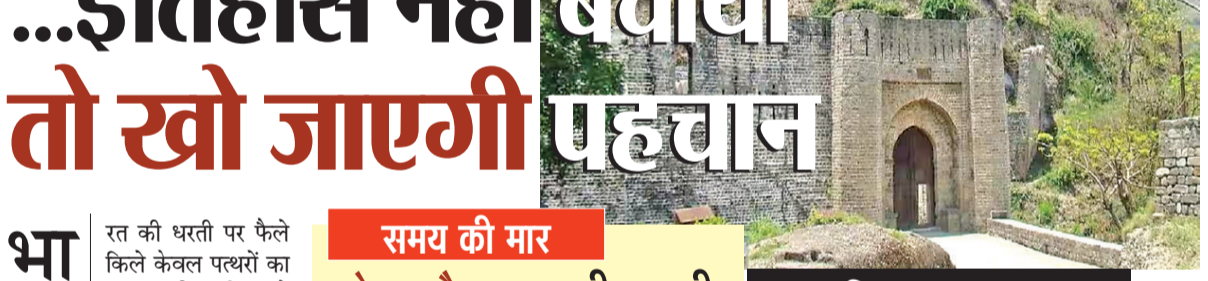 ...इतिहास नहीं बचाया
तो खो जाएगी पहचान
भारत की धरती पर फैले
किले केवल पत्थरों का
समय की मार